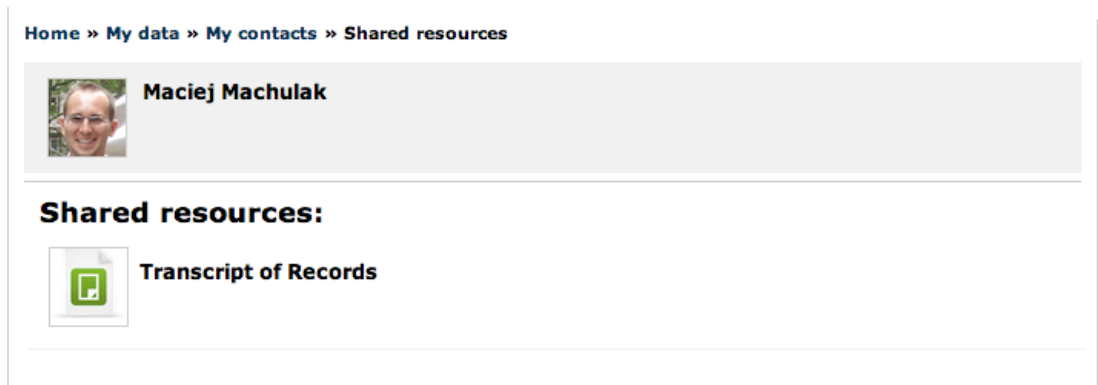 Home » My data » My contacts » Shared resources
Maciej Machulak
Shared resources:
Transcript of Records